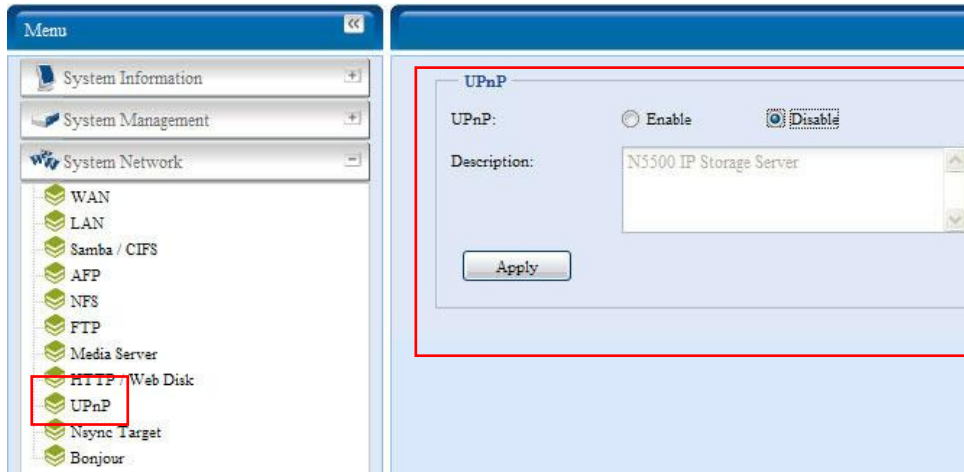 Menu
System Information
System Management
System Network
WAN
LAN
Samba / CIFS
AFP
NFS
FTP
Media Server
HTTP / Web Disk
UPnP
Nsync Target
Bonjour
UPnP
UPnP: Enable Disable
Description: N5500 IP Storage Server
Apply